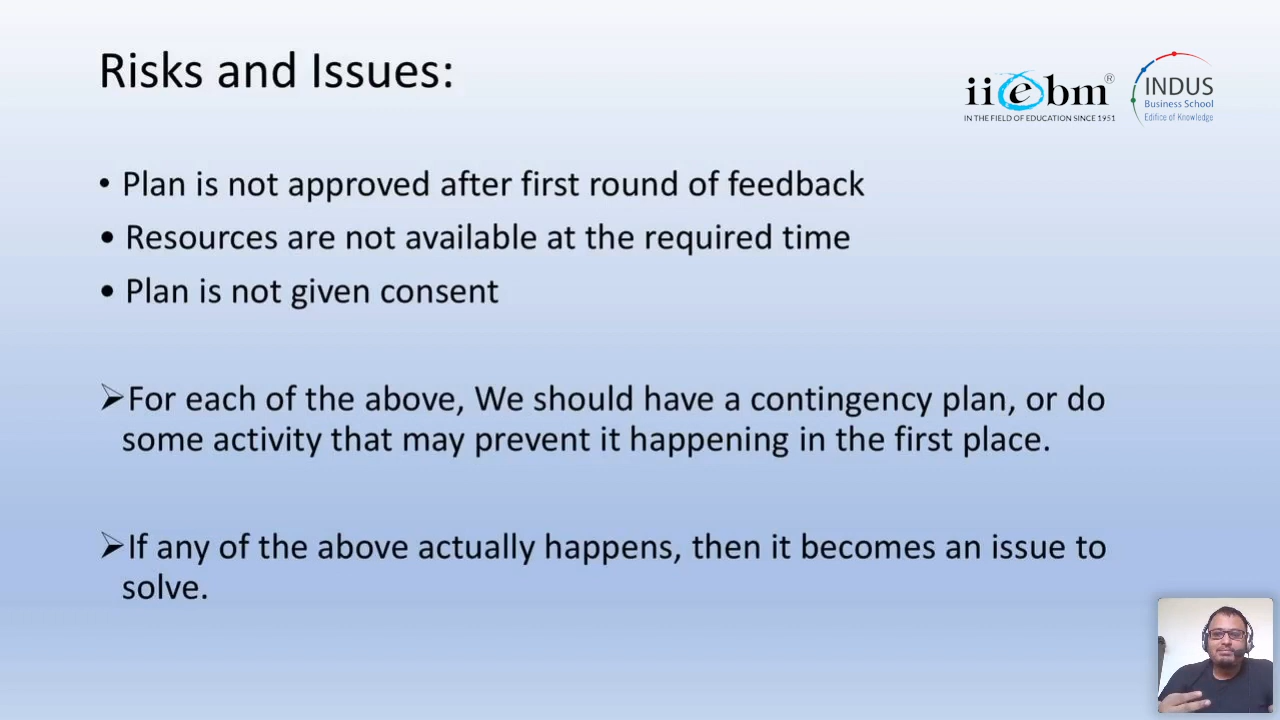 Risks and Issues:
iiebm®
IN THE FIELD OF EDUCATION SINCE 1951
INDUS
Business School
Edifice of Knowledge
• Plan is not approved after first round of feedback
• Resources are not available at the required time
• Plan is not given consent
➢For each of the above, We should have a contingency plan, or do
some activity that may prevent it happening in the first place.
➢If any of the above actually happens, then it becomes an issue to
solve.